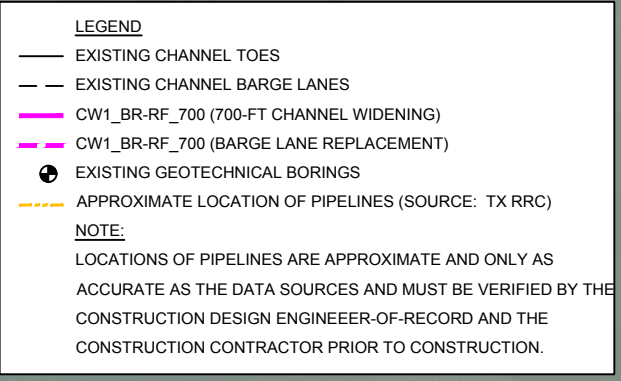 LEGEND
EXISTING CHANNEL TOES
EXISTING CHANNEL BARGE LANES
CW1_BR-RF_700 (700-FT CHANNEL WIDENING)
CW1_BR-RF_700 (BARGE LANE REPLACEMENT)
EXISTING GEOTECHNICAL BORINGS
APPROXIMATE LOCATION OF PIPELINES (SOURCE: TX RRC)
NOTE:
LOCATIONS OF PIPELINES ARE APPROXIMATE AND ONLY AS
ACCURATE AS THE DATA SOURCES AND MUST BE VERIFIED BY THE
CONSTRUCTION DESIGN ENGINEEER-OF-RECORD AND THE
CONSTRUCTION CONTRACTOR PRIOR TO CONSTRUCTION.